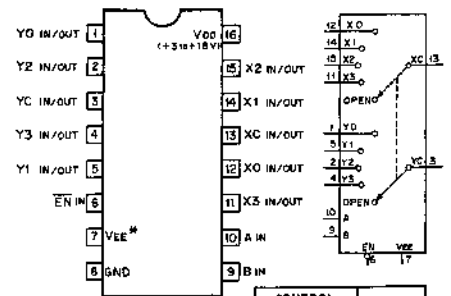 Y0 IN/OUT 1
Y2 IN/OUT 2
YC IN/OUT 3
Y3 IN/OUT 4
Y1 IN/OUT 5
EN IN 6
7 VEE*
8 GND
VDD 16
(+3 to +18V)
15 X2 IN/OUT
14 X1 IN/OUT
13 XC IN/OUT
12 X0 IN/OUT
11 X3 IN/OUT
10 A IN
9 B IN
12 X0
14 X1
15 X2
11 X3
OPEN
XC 13
1 Y0
5 Y1
2 Y2
4 Y3
OPEN
YC 3
10 A
9 B
EN VEE
6 7
CONTROL